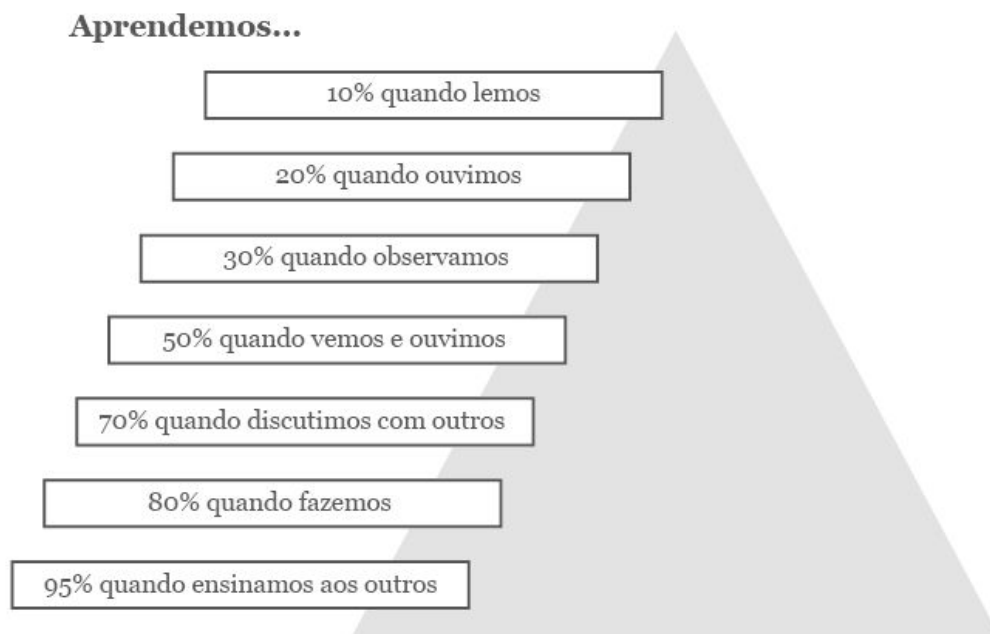 Aprendemos...
10% quando lemos
20% quando ouvimos
30% quando observamos
50% quando vemos e ouvimos
70% quando discutimos com outros
80% quando fazemos
95% quando ensinamos aos outros